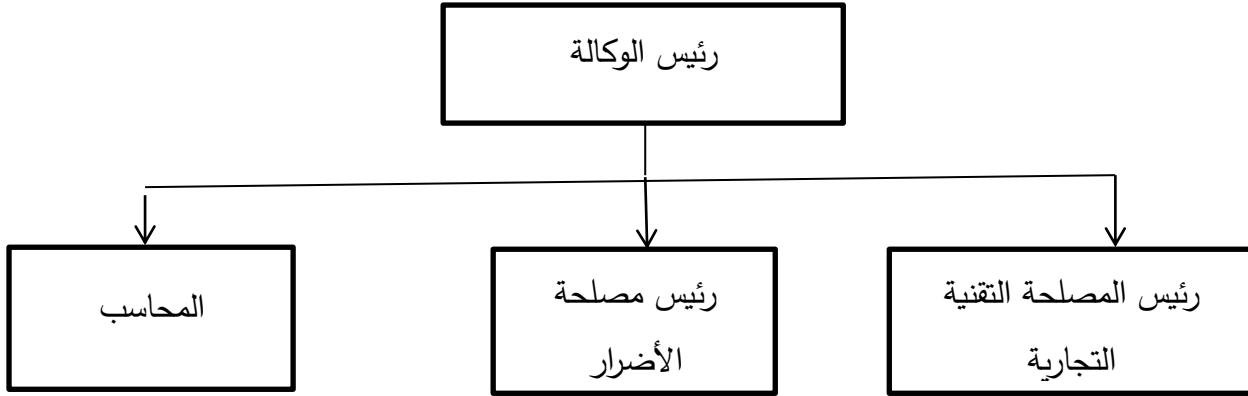 رئيس الوكالة
رئيس المصلحة التقنية
التجارية
رئيس مصلحة
الأضرار
المحاسب